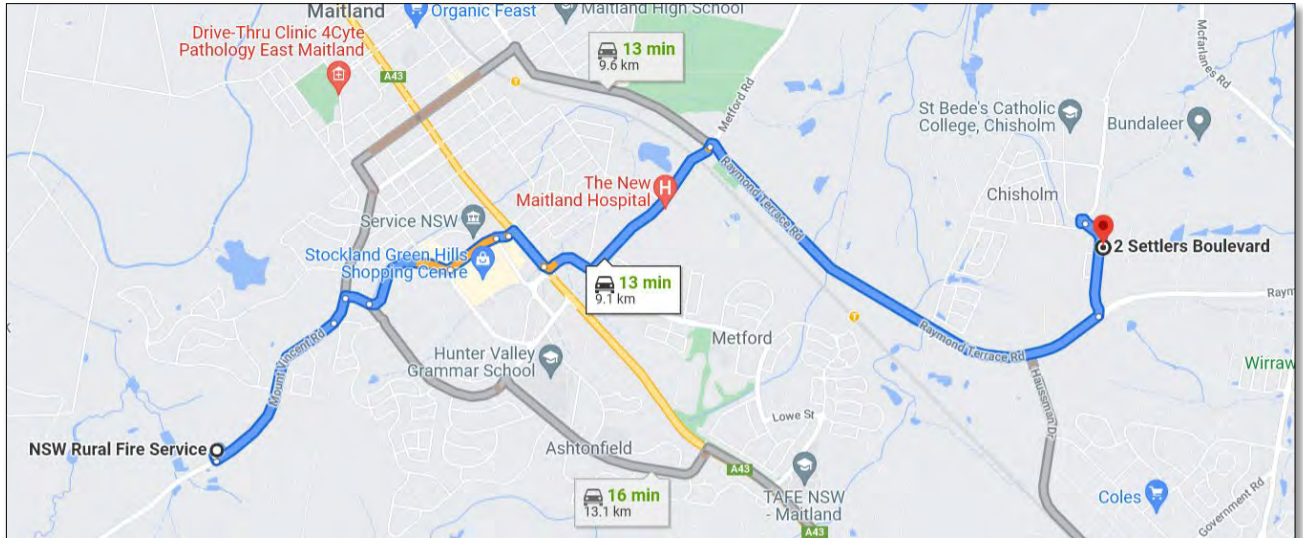 Maitland
Organic Feast
Maitland High School
Drive-Thru Clinic 4Cyte
Pathology East Maitland
A43
13 min
9.6 km
Metford Rd
Mcfarlanes Rd
St Bede's Catholic
College, Chisholm
Bundaleer
The New
Maitland Hospital
H
Raymond Terrace Rd
Chisholm
Service NSW
Stockland Green Hills
Shopping Centre
2 Settlers Boulevard
13 min
9.1 km
Raym
Mount Vincent Rd
Metford
Raymond Terrace Rd
Hunter Valley
Grammar School
Haussman Dr
Wirraw
Lowe St
NSW Rural Fire Service
Ashtonfield
A43
16 min
13.1 km
TAFE NSW
- Maitland
A43
Coles
Government Rd